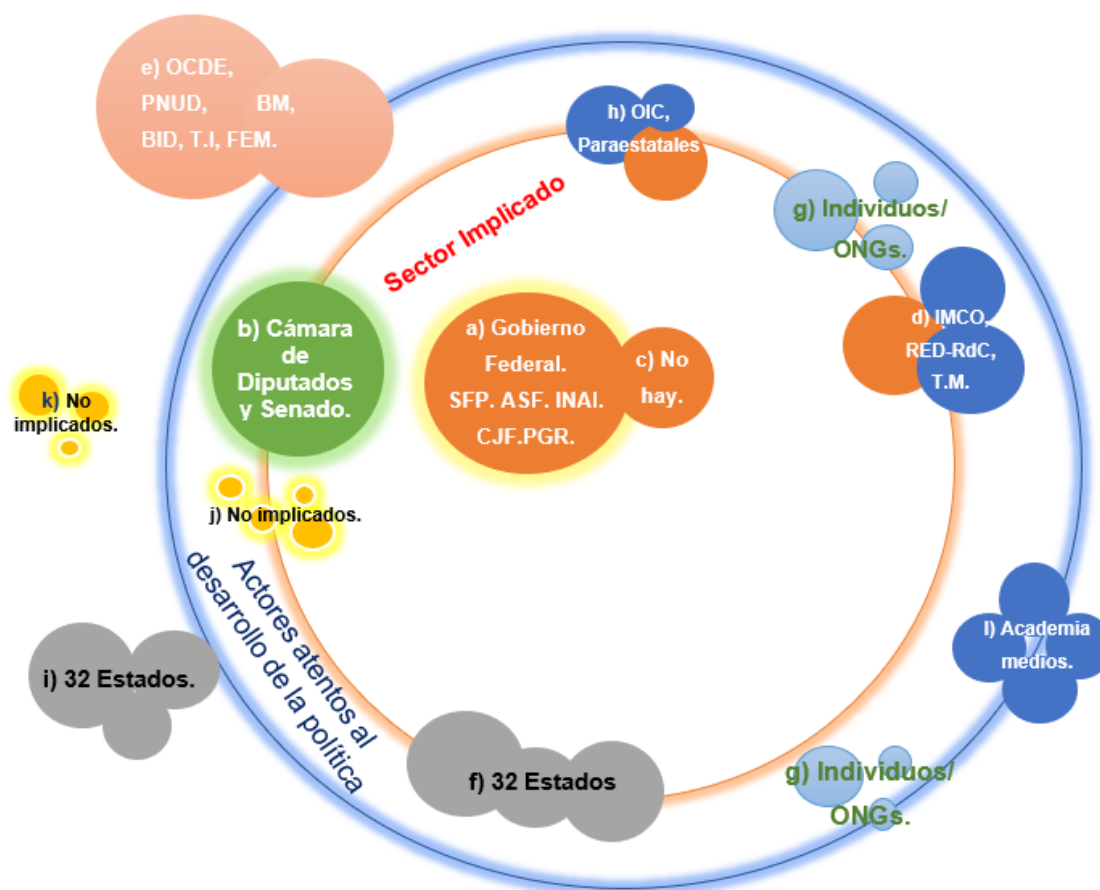 e) OCDE,
PNUD, BM,
BID, T.I, FEM.
h) OIC,
Paraestatales
Sector Implicado
g) Individuos/
ONGs.
b) Cámara
de
Diputados
y Senado.
a) Gobierno
Federal.
SFP. ASF. INAI.
CJF.PGR.
c) No
hay.
d) IMCO,
RED-RdC,
T.M.
k) No
implicados.
j) No implicados.
Actores atentos al
desarrollo de la política
i) 32 Estados.
l) Academia
medios.
f) 32 Estados
g) Individuos/
ONGs.